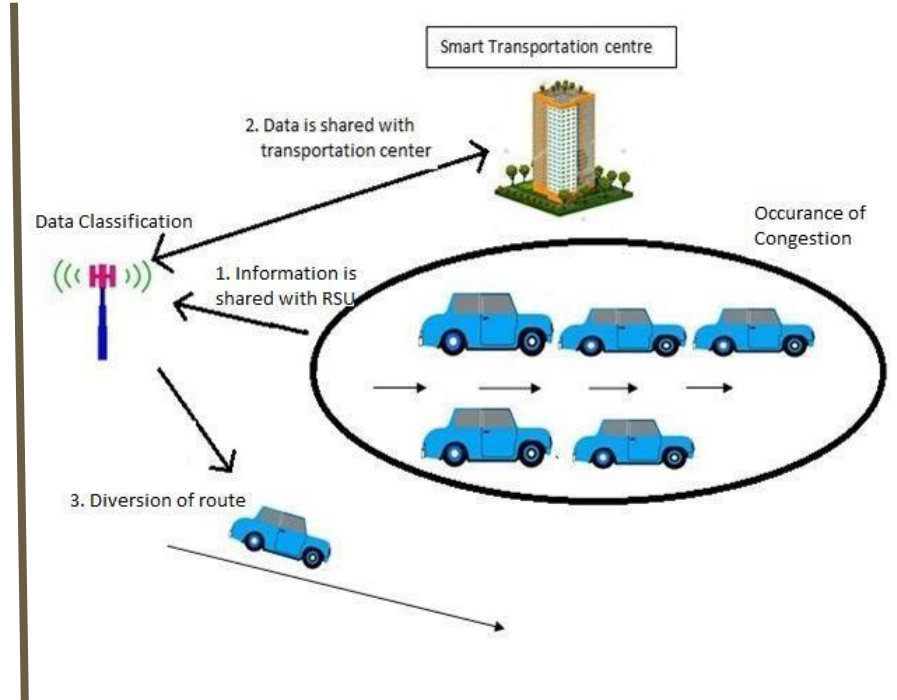 Smart Transportation centre
2. Data is shared with
transportation center
Data Classification
Occurance of
Congestion
1. Information is
shared with RSU
3. Diversion of route